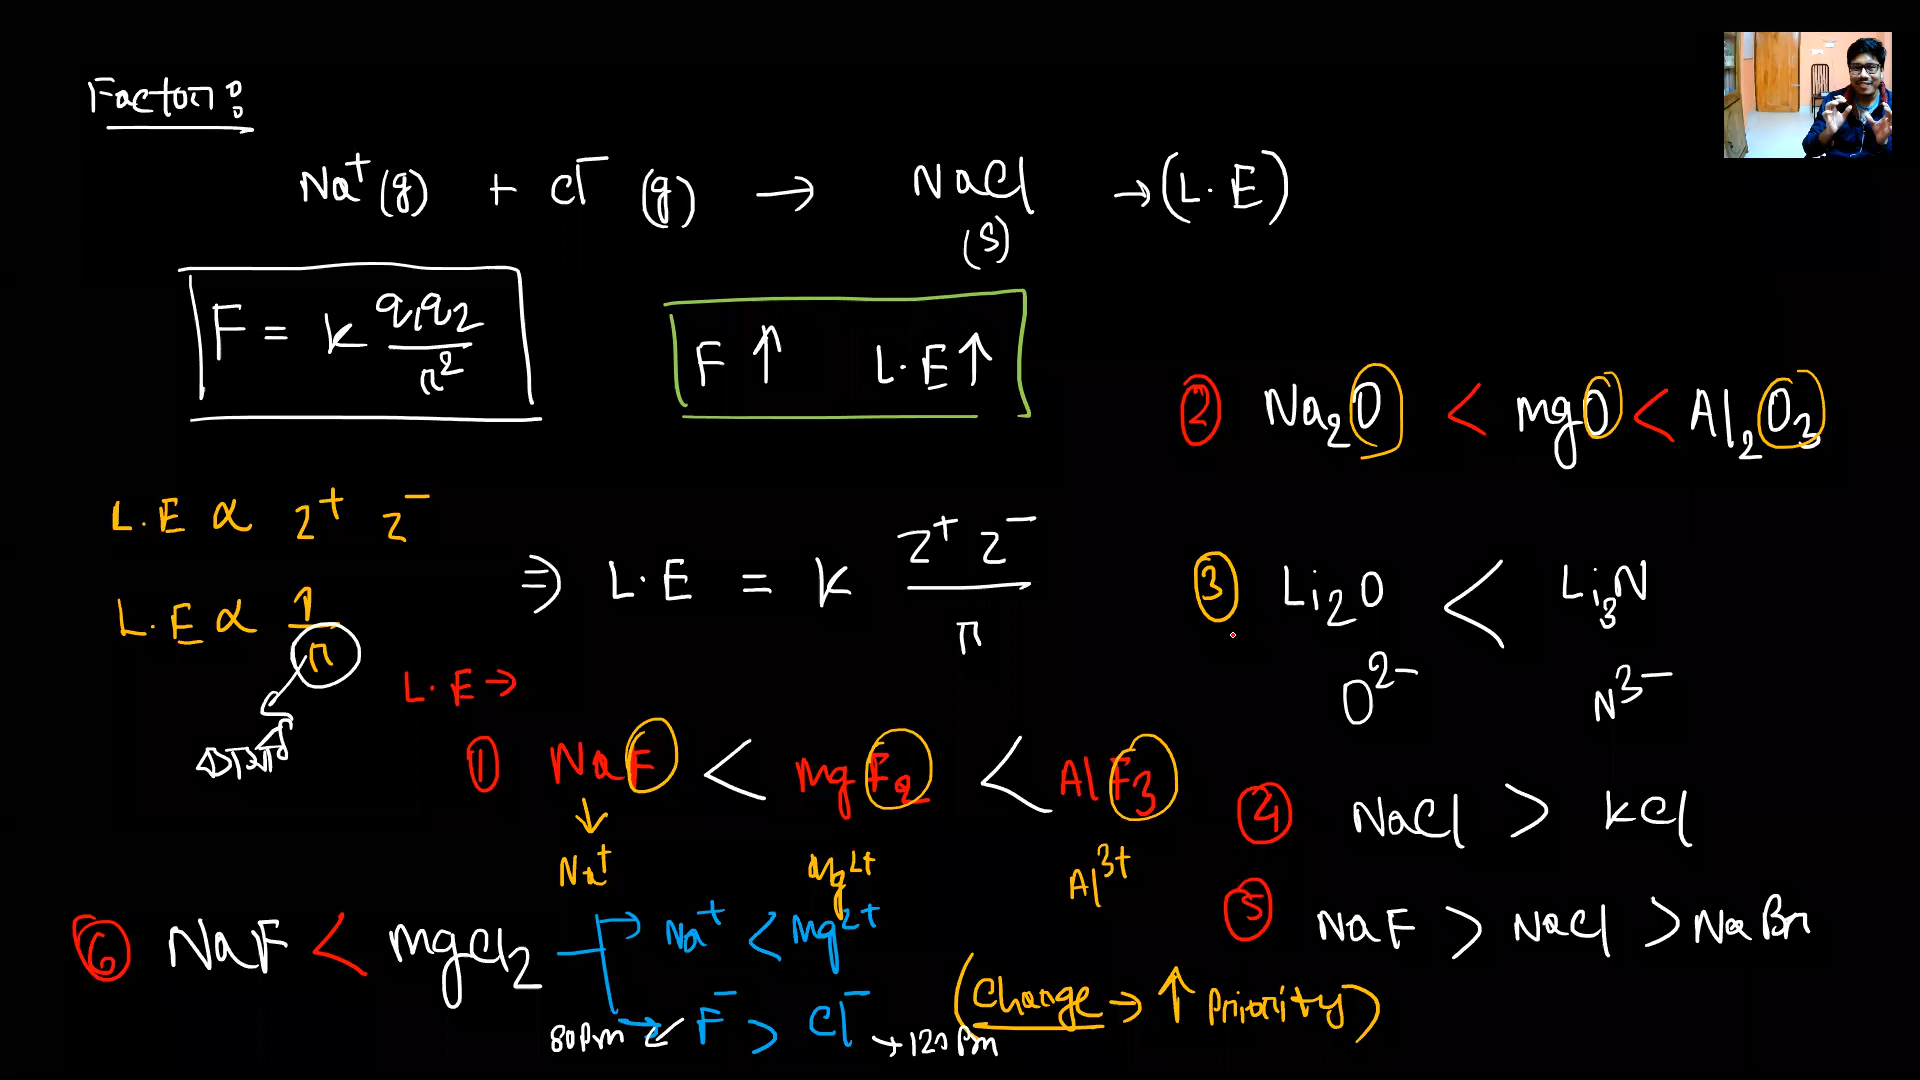 Factor:
Na⁺(g) + Cl⁻ (g) → NaCl (s) → (L.E)
F = k q₁q₂ / r²
F ↑ L.E ↑
② Na₂O < MgO < Al₂O₃
L.E ∝ Z⁺ Z⁻
⇒ L.E = k Z⁺ Z⁻ / r
L.E ∝ 1 / r
③ Li₂O < Li₃N
O²⁻ N³⁻
L.E →
① NaF < MgF₂ < AlF₃
Na⁺ Mg²⁺ Al³⁺
④ NaCl > KCl
⑤ NaF > NaCl > NaBr
⑥ NaF < MgCl₂
Na⁺ < Mg²⁺
F⁻ > Cl⁻
80Pm → 120 Pm
(Charge → ↑ Priority)